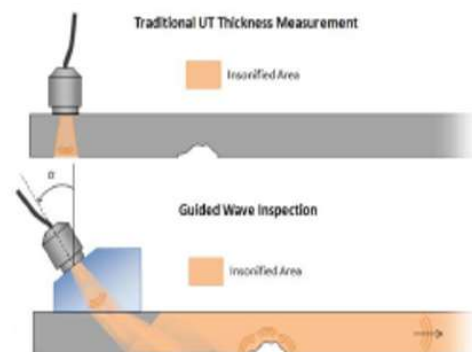 Traditional UT Thickness Measurement
Insonified Area
α
Guided Wave Inspection
Insonified Area